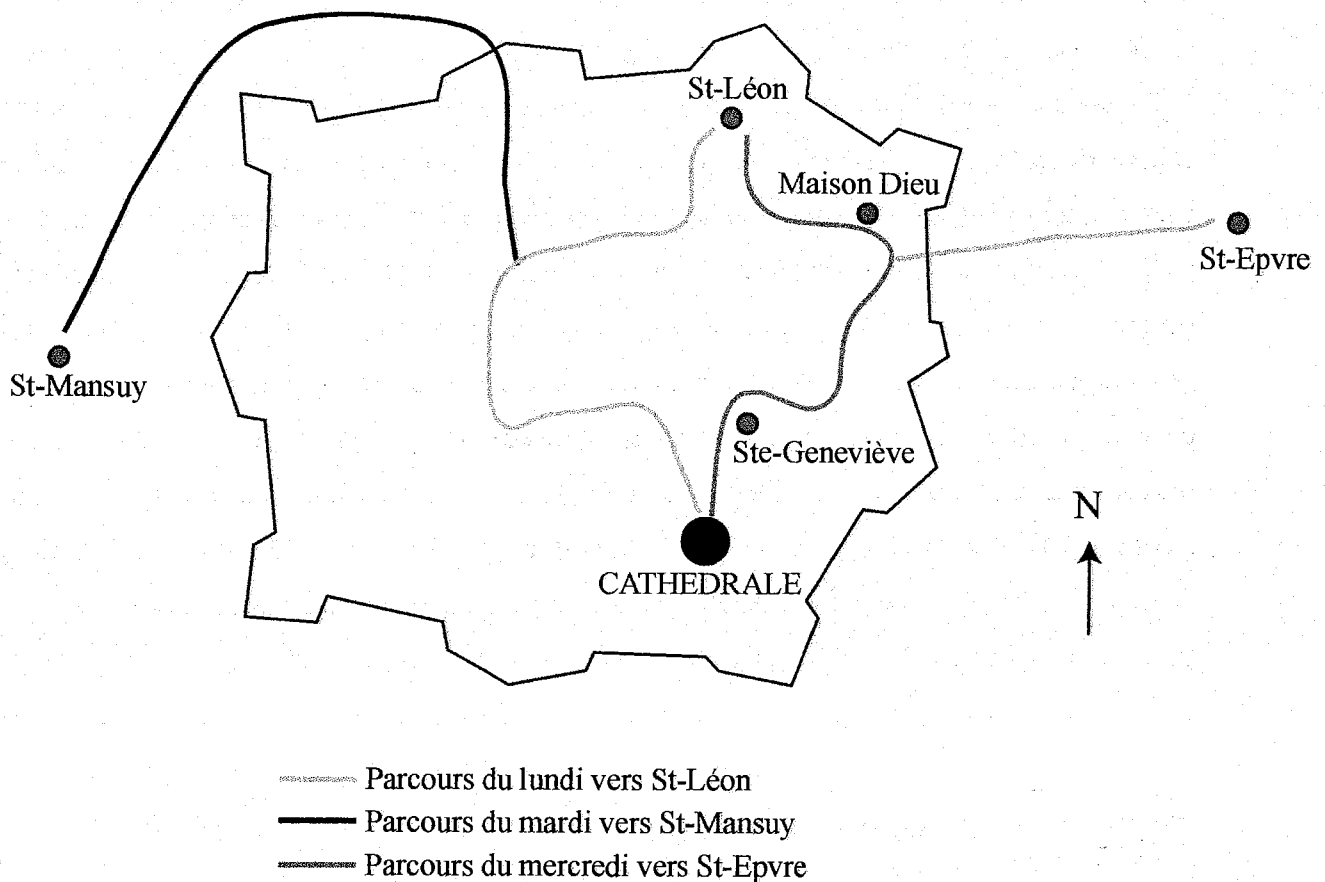 St-Léon
Maison Dieu
St-Epvre
St-Mansuy
Ste-Geneviève
N
CATHEDRALE
Parcours du lundi vers St-Léon
Parcours du mardi vers St-Mansuy
Parcours du mercredi vers St-Epvre